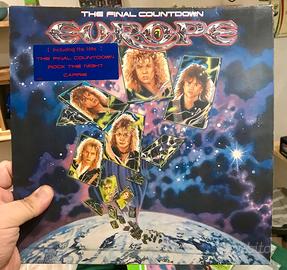 THE FINAL COUNTDOWN
EUROPE
[ Including the Hits: ]
THE FINAL COUNTDOWN
ROCK THE NIGHT
CARRIE